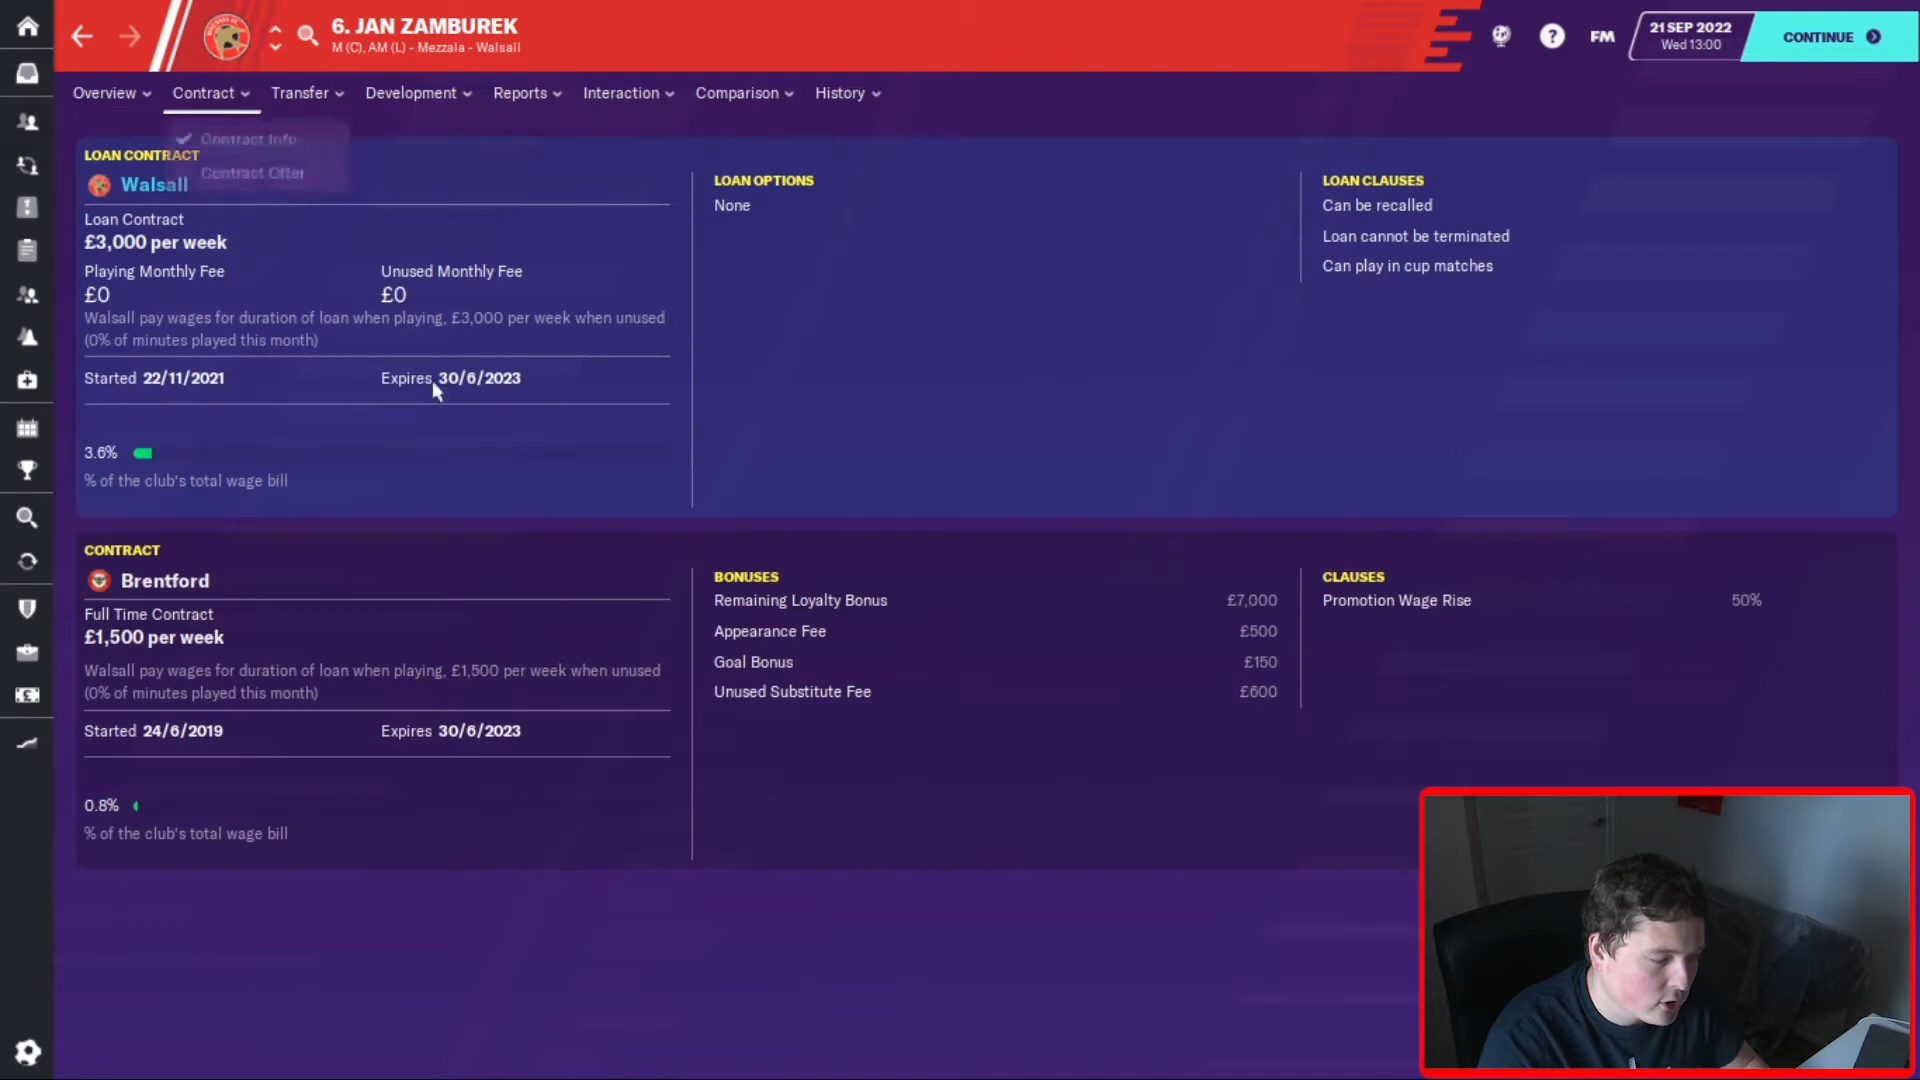 6. JAN ZAMBUREK
M (C), AM (L) - Mezzala - Walsall
FM
21 SEP 2022
Wed 13:00
CONTINUE
Overview
Contract
Transfer
Development
Reports
Interaction
Comparison
History
Contract Info
Contract Offer
LOAN CONTRACT
Walsall
Loan Contract
£3,000 per week
Playing Monthly Fee
£0
Unused Monthly Fee
£0
Walsall pay wages for duration of loan when playing, £3,000 per week when unused
(0% of minutes played this month)
Started 22/11/2021
Expires 30/6/2023
3.6%
% of the club's total wage bill
LOAN OPTIONS
None
LOAN CLAUSES
Can be recalled
Loan cannot be terminated
Can play in cup matches
CONTRACT
Brentford
Full Time Contract
£1,500 per week
Walsall pay wages for duration of loan when playing, £1,500 per week when unused
(0% of minutes played this month)
Started 24/6/2019
Expires 30/6/2023
0.8%
% of the club's total wage bill
BONUSES
Remaining Loyalty Bonus £7,000
Appearance Fee £500
Goal Bonus £150
Unused Substitute Fee £600
CLAUSES
Promotion Wage Rise 50%